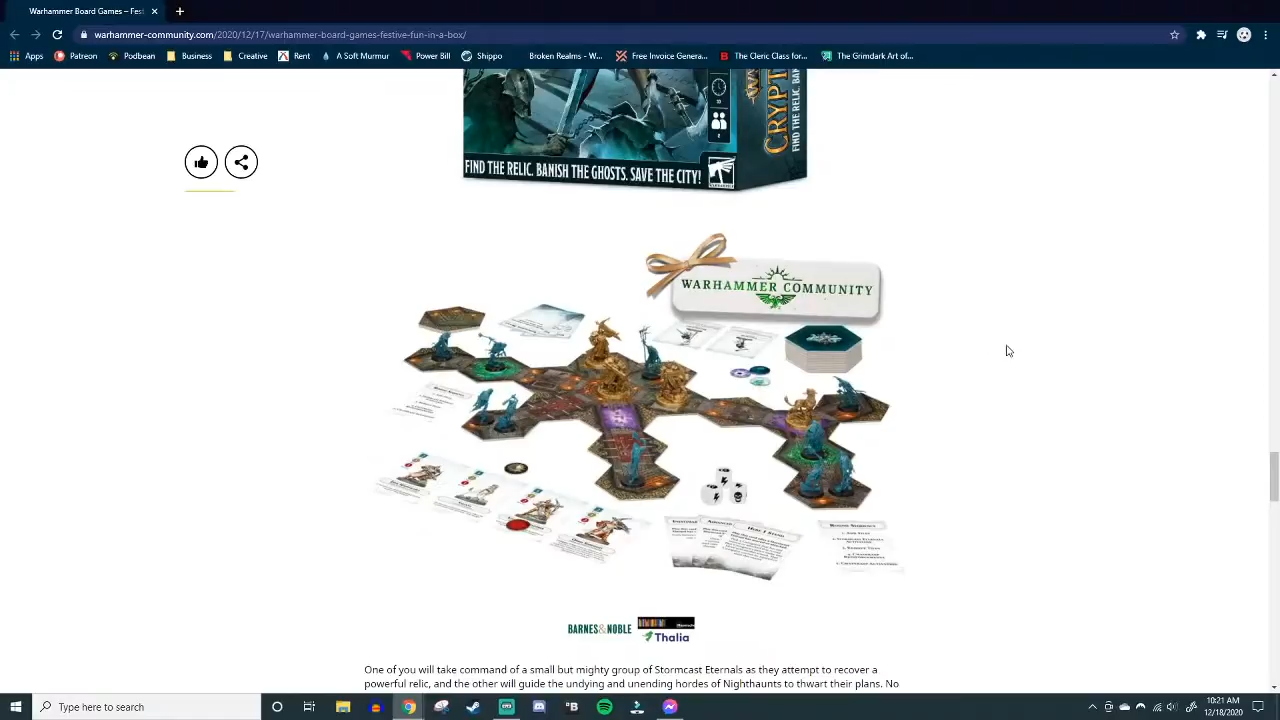 Warhammer Board Games – Fest
warhammer-community.com/2020/12/17/warhammer-board-games-festive-fun-in-a-box/
Apps Patreon Podbean Business Creative Rent A Soft Murmur Power Bill Shippo Broken Realms - W... Free Invoice Genera... The Cleric Class for... The Grimdark Art of...
CRYPT
FIND THE RELIC. BAN
FIND THE RELIC. BANISH THE GHOSTS. SAVE THE CITY!
WARHAMMER COMMUNITY
BARNES&NOBLE
Thalia
One of you will take command of a small but mighty group of Stormcast Eternals as they attempt to recover a
powerful relic, and the other will guide the undying and unending hordes of Nighthaunts to thwart their plans. No
Type here to search
10:21 AM
12/18/2020